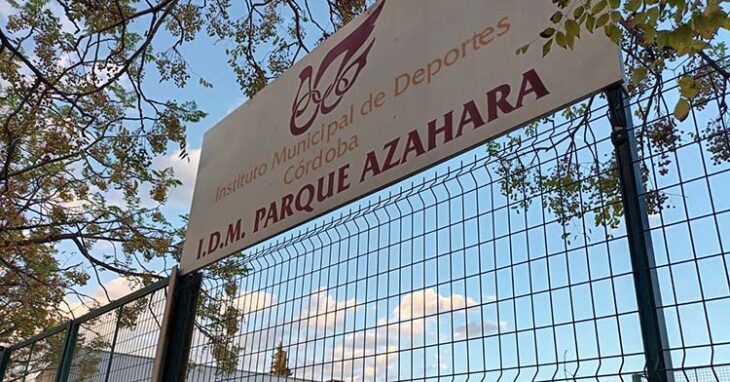 Instituto Municipal de Deportes
Córdoba
I.D.M. PARQUE AZAHARA